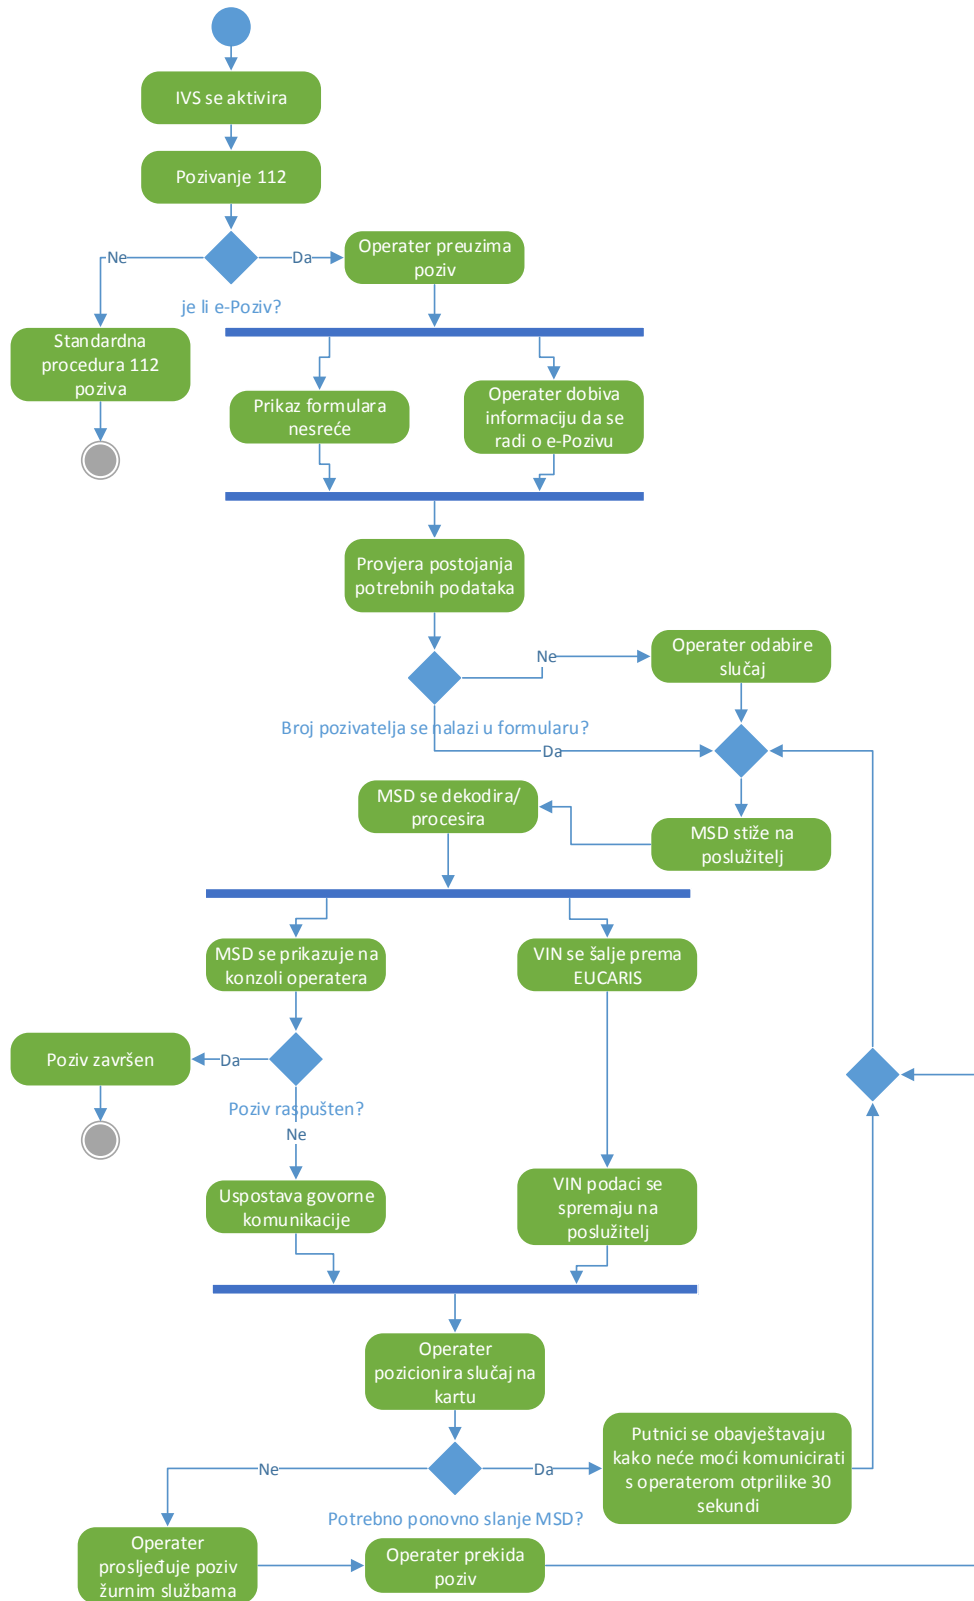 IVS se aktivira
Pozivanje 112
Ne
Da
Operater preuzima
poziv
je li e-Poziv?
Standardna
procedura 112
poziva
Prikaz formulara
nesreće
Operater dobiva
informaciju da se
radi o e-Pozivu
Provjera postojanja
potrebnih podataka
Ne
Operater odabire
slučaj
Broj pozivatelja se nalazi u formularu?
Da
MSD se dekodira/
procesira
MSD stiže na
poslužitelj
MSD se prikazuje na
konzoli operatera
VIN se šalje prema
EUCARIS
Poziv završen
Da
Poziv raspušten?
Ne
Uspostava govorne
komunikacije
VIN podaci se
spremaju na
poslužitelj
Operater
pozicionira slučaj na
kartu
Ne
Da
Putnici se obavještavaju
kako neće moći komunicirati
s operaterom otprilike 30
sekundi
Potrebno ponovno slanje MSD?
Operater
prosljeđuje poziv
žurnim službama
Operater prekida
poziv